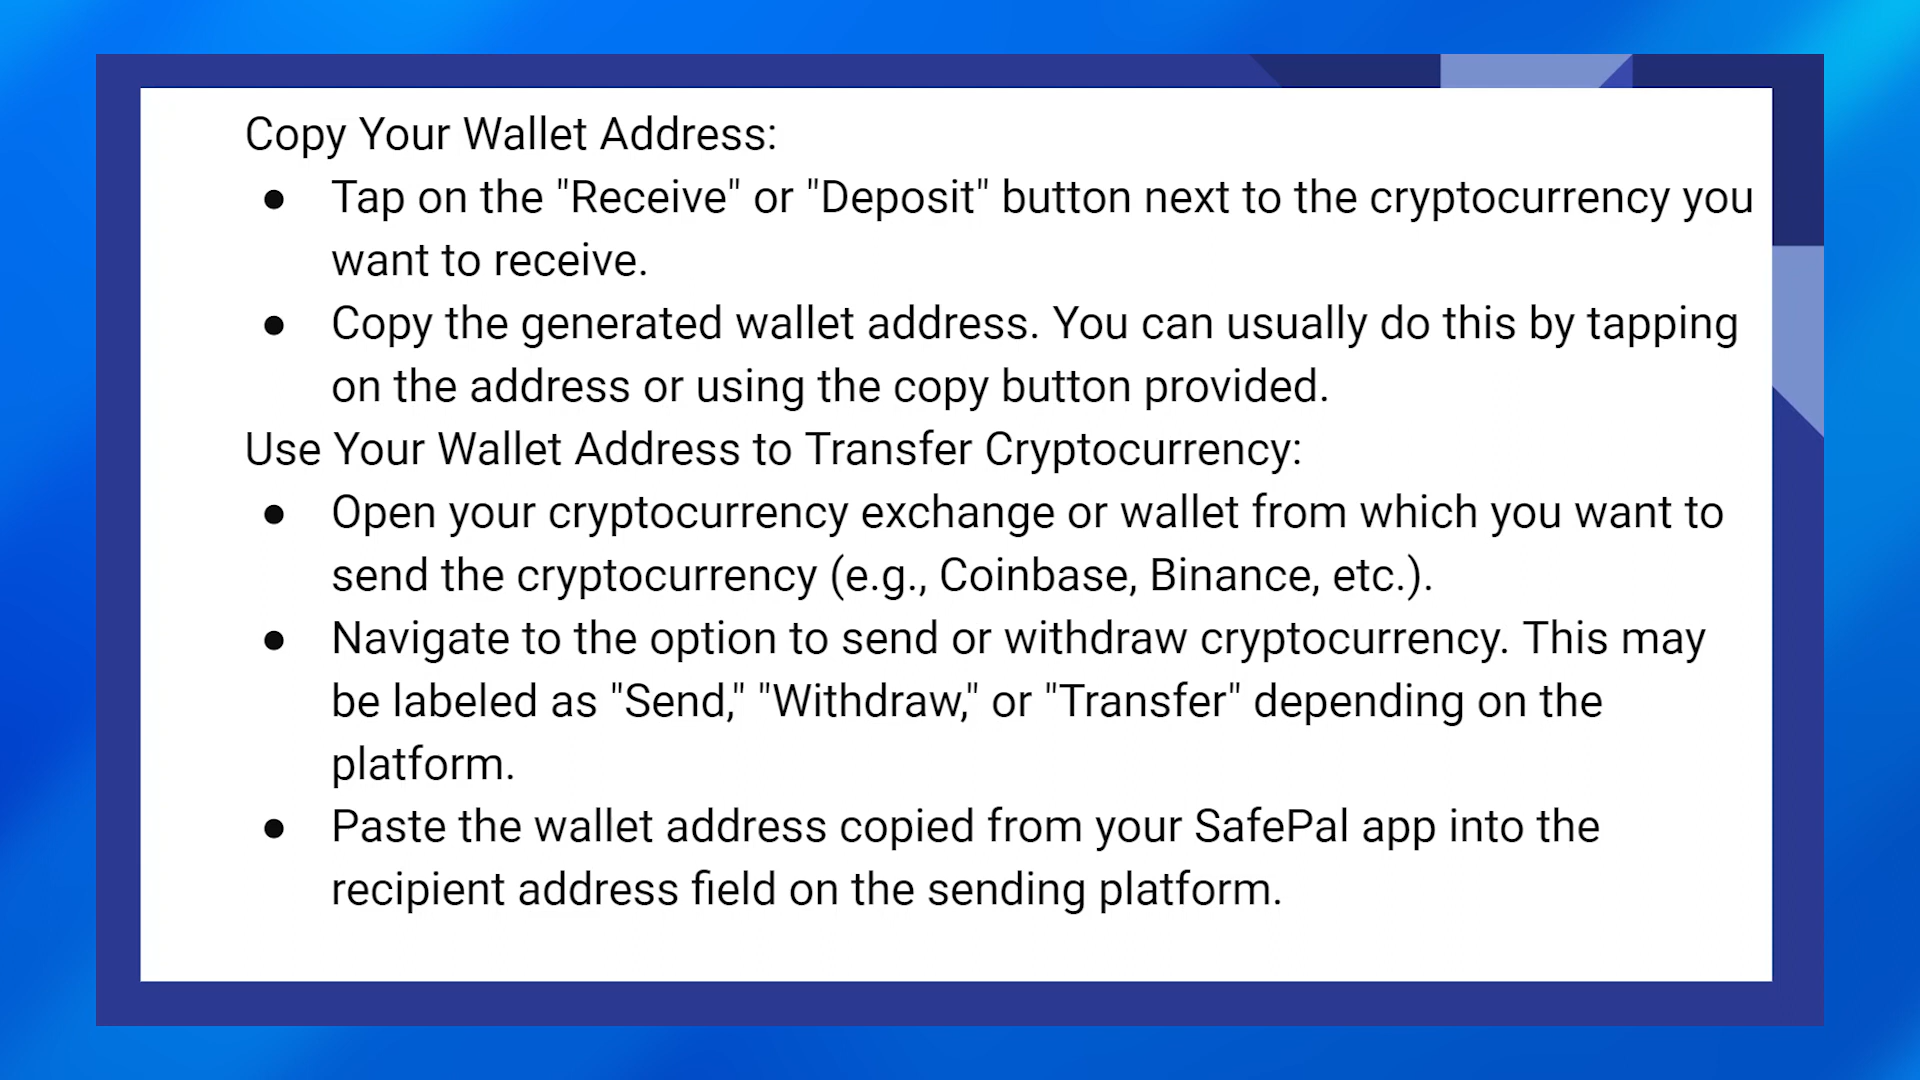 Copy Your Wallet Address:
● Tap on the "Receive" or "Deposit" button next to the cryptocurrency you
want to receive.
● Copy the generated wallet address. You can usually do this by tapping
on the address or using the copy button provided.
Use Your Wallet Address to Transfer Cryptocurrency:
● Open your cryptocurrency exchange or wallet from which you want to
send the cryptocurrency (e.g., Coinbase, Binance, etc.).
● Navigate to the option to send or withdraw cryptocurrency. This may
be labeled as "Send," "Withdraw," or "Transfer" depending on the
platform.
● Paste the wallet address copied from your SafePal app into the
recipient address field on the sending platform.